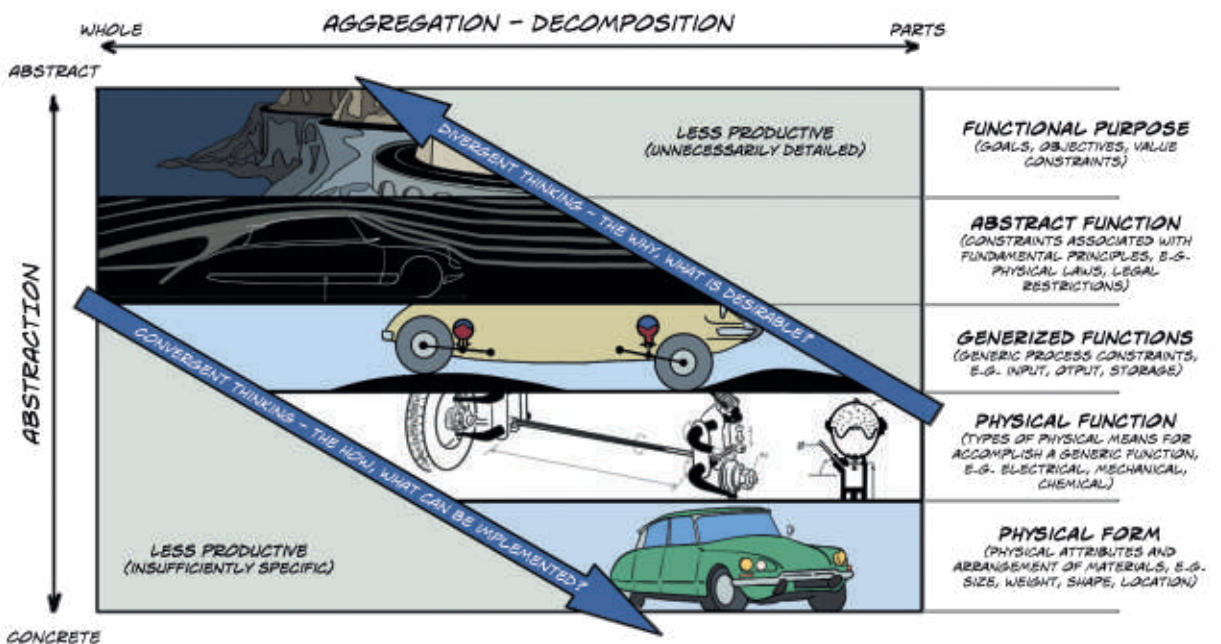 AGGREGATION - DECOMPOSITION
WHOLE
PARTS
ABSTRACT
ABSTRACTION
CONCRETE
DIVERGENT THINKING - THE WHY, WHAT IS DESIRABLE?
LESS PRODUCTIVE
(UNNECESSARILY DETAILED)
CONVERGENT THINKING - THE HOW, WHAT CAN BE IMPLEMENTED?
LESS PRODUCTIVE
(INSUFFICIENTLY SPECIFIC)
FUNCTIONAL PURPOSE
(GOALS, OBJECTIVES, VALUE
CONSTRAINTS)
ABSTRACT FUNCTION
(CONSTRAINTS ASSOCIATED WITH
FUNDAMENTAL PRINCIPLES, E.G.
PHYSICAL LAWS, LEGAL
RESTRICTIONS)
GENERIZED FUNCTIONS
(GENERIC PROCESS CONSTRAINTS,
E.G. INPUT, OTPUT, STORAGE)
PHYSICAL FUNCTION
(TYPES OF PHYSICAL MEANS FOR
ACCOMPLISH A GENERIC FUNCTION,
E.G. ELECTRICAL, MECHANICAL,
CHEMICAL)
PHYSICAL FORM
(PHYSICAL ATTRIBUTES AND
ARRANGEMENT OF MATERIALS, E.G.
SIZE, WEIGHT, SHAPE, LOCATION)